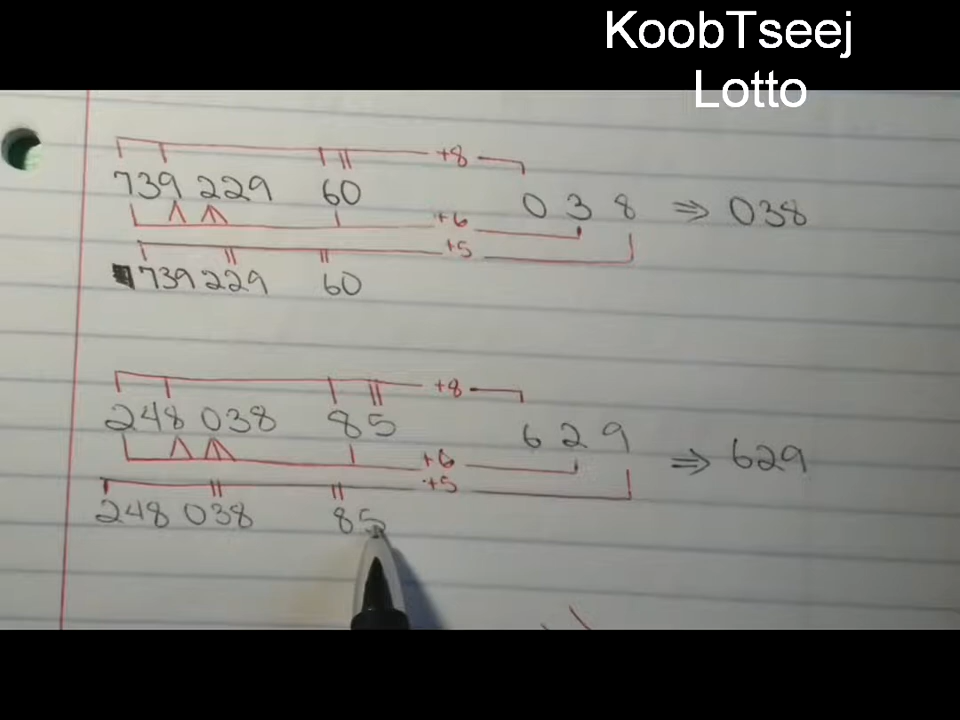 KoobTseej
Lotto
+8
739 229 60 0 3 8 ⇒ 038
+6
+5
739 229 60
+8
248 038 85 6 2 9 ⇒ 629
+6
+5
248 038 85